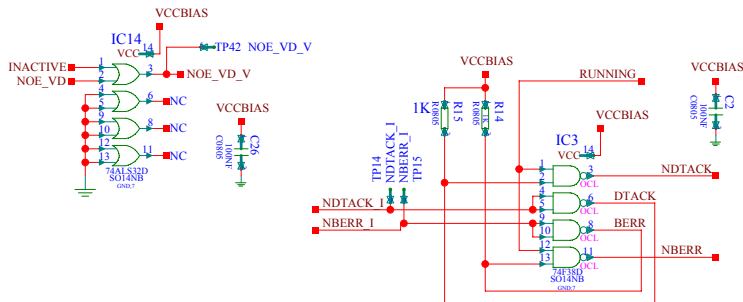 VCCBIAS
IC14
VCC 14
TP42 NOE_VD_V
INACTIVE 1
NOE_VD 2
3 NOE_VD_V
4
5
6 NC
9
10
8 NC
12
13
11 NC
74ALS32D
SO14NB
GND;7
VCCBIAS
C26
100NF
C0805
VCCBIAS
1K
R15
R0805
R14
1K
R0805
RUNNING
VCCBIAS
C2
100NF
C0805
VCCBIAS
IC3
VCC 14
TP14
NDTACK_I
NBERR_I
TP15
1
2
3 NDTACK
OCL
NDTACK_I
4
5
6 DTACK
OCL
NBERR_I
9
10
8 BERR
OCL
12
13
11 NBERR
OCL
74F38D
SO14NB
GND;7